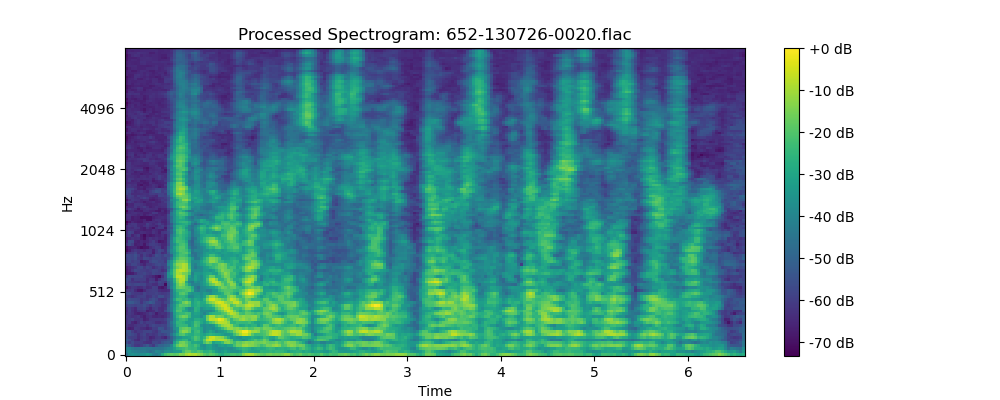 Processed Spectrogram: 652-130726-0020.flac
Hz
4096
2048
1024
512
0
0 1 2 3 4 5 6
Time
+0 dB
-10 dB
-20 dB
-30 dB
-40 dB
-50 dB
-60 dB
-70 dB